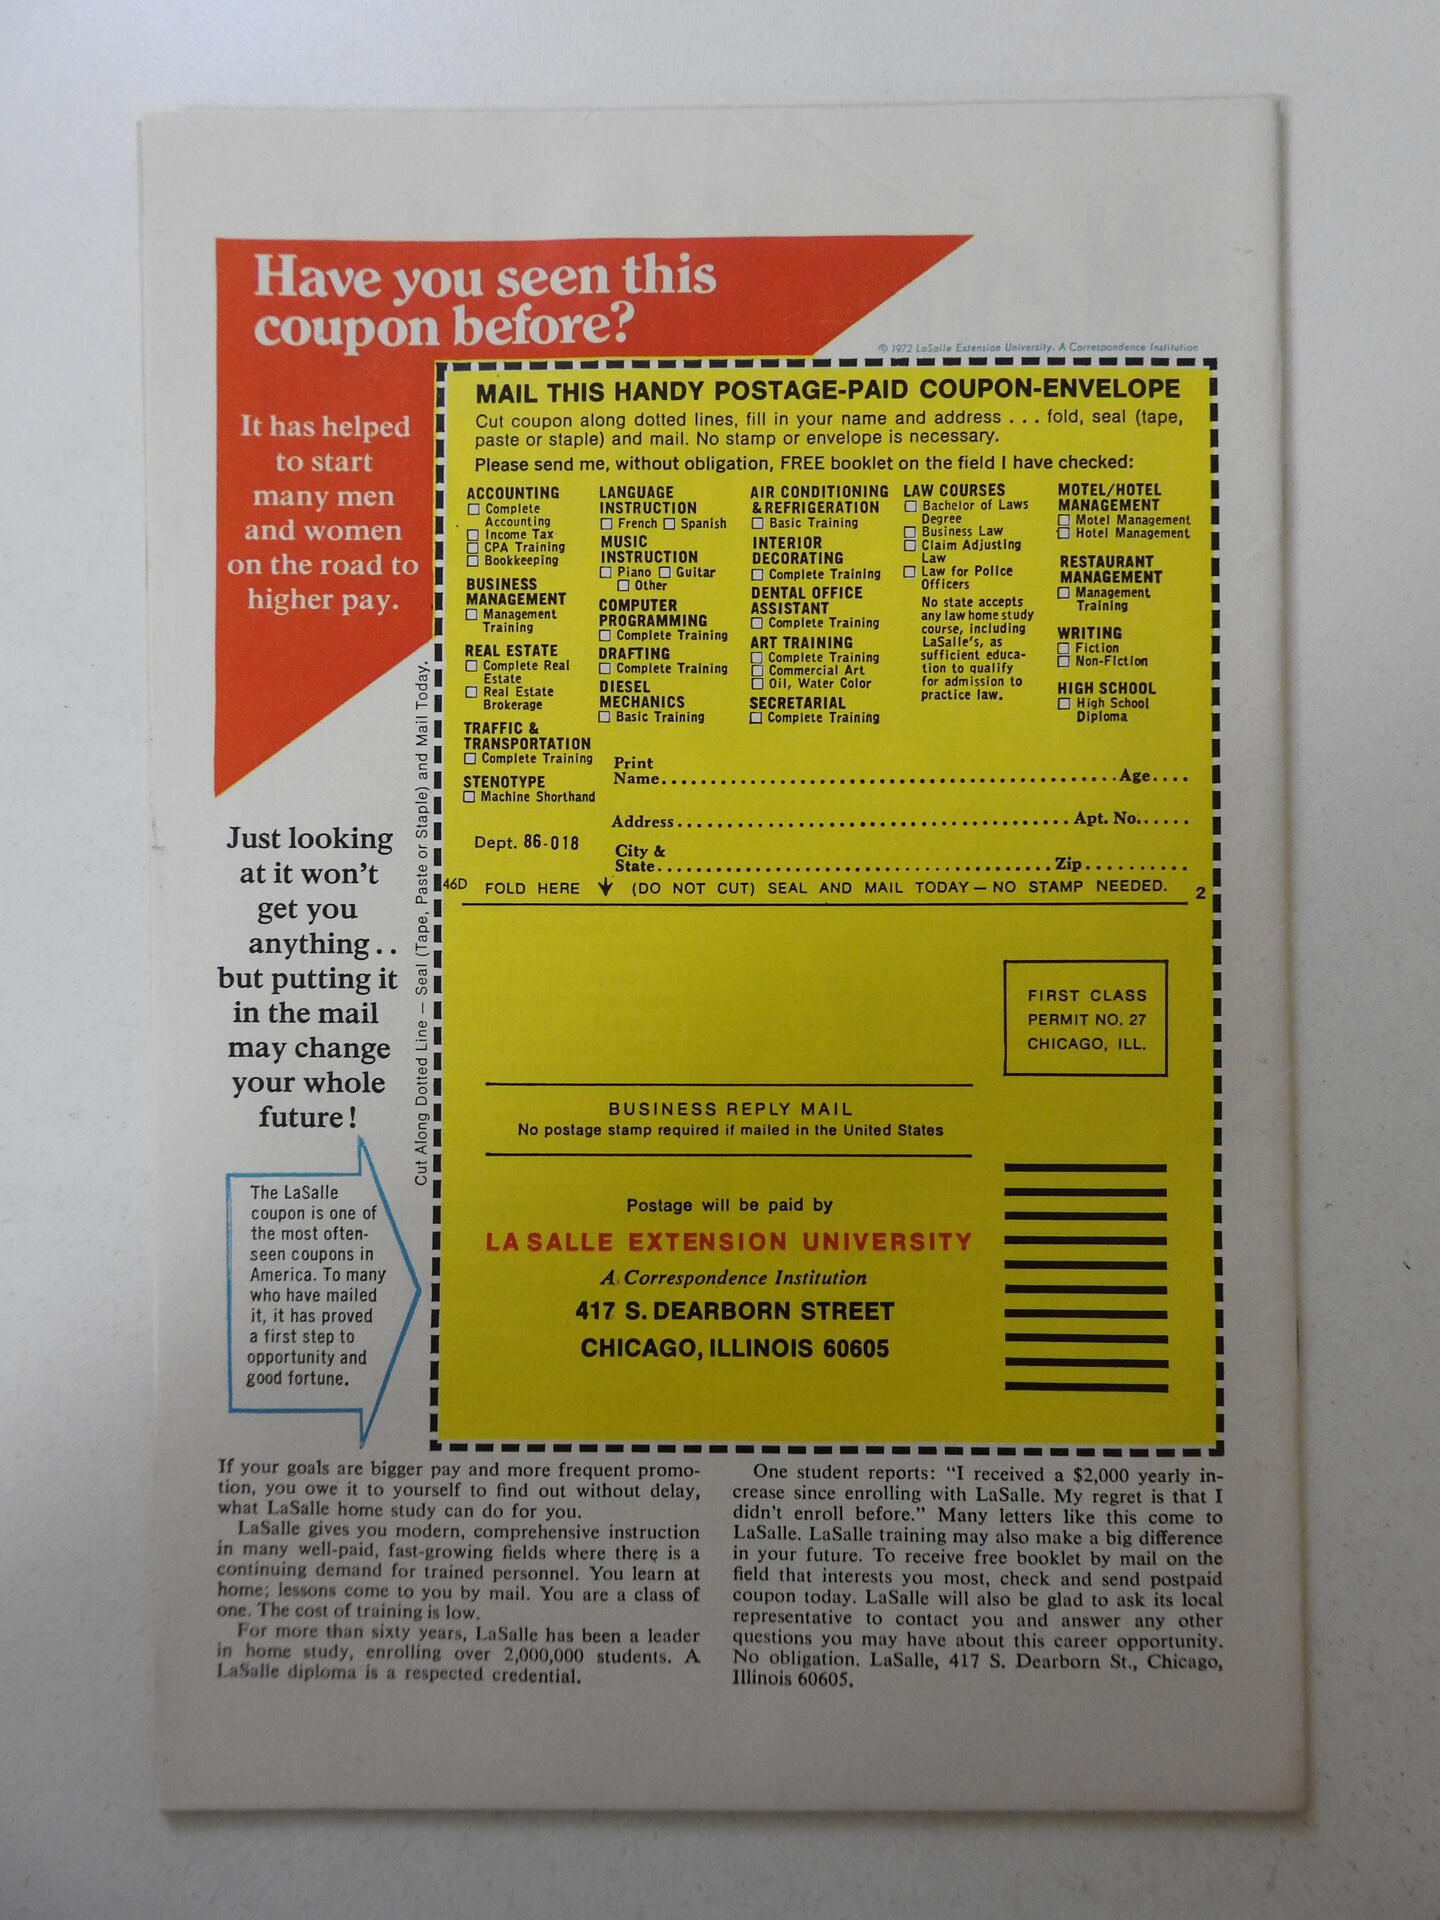 Have you seen this
coupon before?
© 1972 LaSalle Extension University. A Correspondence Institution
It has helped
to start
many men
and women
on the road to
higher pay.
Just looking
at it won't
get you
anything . .
but putting it
in the mail
may change
your whole
future!
The LaSalle
coupon is one of
the most often-
seen coupons in
America. To many
who have mailed
it, it has proved
a first step to
opportunity and
good fortune.
Cut Along Dotted Line — Seal (Tape, Paste or Staple) and Mail Today.
MAIL THIS HANDY POSTAGE-PAID COUPON-ENVELOPE
Cut coupon along dotted lines, fill in your name and address . . . fold, seal (tape,
paste or staple) and mail. No stamp or envelope is necessary.
Please send me, without obligation, FREE booklet on the field I have checked:
ACCOUNTING
☐ Complete
Accounting
☐ Income Tax
☐ CPA Training
☐ Bookkeeping
BUSINESS
MANAGEMENT
☐ Management
Training
REAL ESTATE
☐ Complete Real
Estate
☐ Real Estate
Brokerage
TRAFFIC &
TRANSPORTATION
☐ Complete Training
STENOTYPE
☐ Machine Shorthand
LANGUAGE
INSTRUCTION
☐ French ☐ Spanish
MUSIC
INSTRUCTION
☐ Piano ☐ Guitar
☐ Other
COMPUTER
PROGRAMMING
☐ Complete Training
DRAFTING
☐ Complete Training
DIESEL
MECHANICS
☐ Basic Training
AIR CONDITIONING
& REFRIGERATION
☐ Basic Training
INTERIOR
DECORATING
☐ Complete Training
DENTAL OFFICE
ASSISTANT
☐ Complete Training
ART TRAINING
☐ Complete Training
☐ Commercial Art
☐ Oil, Water Color
SECRETARIAL
☐ Complete Training
LAW COURSES
☐ Bachelor of Laws
Degree
☐ Business Law
☐ Claim Adjusting
Law
☐ Law for Police
Officers
No state accepts
any law home study
course, including
LaSalle's, as
sufficient educa-
tion to qualify
for admission to
practice law.
MOTEL/HOTEL
MANAGEMENT
☐ Motel Management
☐ Hotel Management
RESTAURANT
MANAGEMENT
☐ Management
Training
WRITING
☐ Fiction
☐ Non-Fiction
HIGH SCHOOL
☐ High School
Diploma
Print
Name..............................Age....
Address..............................Apt. No......
Dept. 86-018
City &
State..............................Zip..........
46D FOLD HERE ↓ (DO NOT CUT) SEAL AND MAIL TODAY — NO STAMP NEEDED. 2
FIRST CLASS
PERMIT NO. 27
CHICAGO, ILL.
BUSINESS REPLY MAIL
No postage stamp required if mailed in the United States
Postage will be paid by
LA SALLE EXTENSION UNIVERSITY
A Correspondence Institution
417 S. DEARBORN STREET
CHICAGO, ILLINOIS 60605
If your goals are bigger pay and more frequent promo-
tion, you owe it to yourself to find out without delay,
what LaSalle home study can do for you.
LaSalle gives you modern, comprehensive instruction
in many well-paid, fast-growing fields where there is a
continuing demand for trained personnel. You learn at
home; lessons come to you by mail. You are a class of
one. The cost of training is low.
For more than sixty years, LaSalle has been a leader
in home study, enrolling over 2,000,000 students. A
LaSalle diploma is a respected credential.
One student reports: "I received a $2,000 yearly in-
crease since enrolling with LaSalle. My regret is that I
didn't enroll before." Many letters like this come to
LaSalle. LaSalle training may also make a big difference
in your future. To receive free booklet by mail on the
field that interests you most, check and send postpaid
coupon today. LaSalle will also be glad to ask its local
representative to contact you and answer any other
questions you may have about this career opportunity.
No obligation. LaSalle, 417 S. Dearborn St., Chicago,
Illinois 60605.